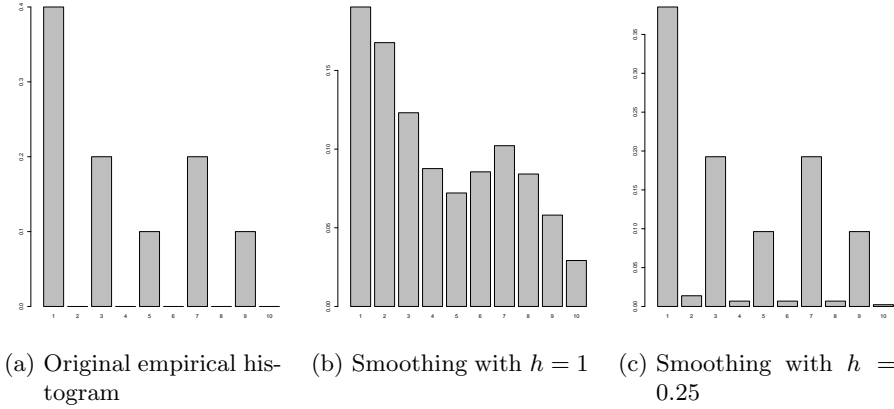 0.4
0.3
0.2
0.1
0.0
1 2 3 4 5 6 7 8 9 10
0.15
0.10
0.05
0.00
1 2 3 4 5 6 7 8 9 10
0.35
0.30
0.25
0.20
0.15
0.10
0.05
0.00
1 2 3 4 5 6 7 8 9 10
(a) Original empirical his-
togram
(b) Smoothing with h = 1
(c) Smoothing with h =
0.25